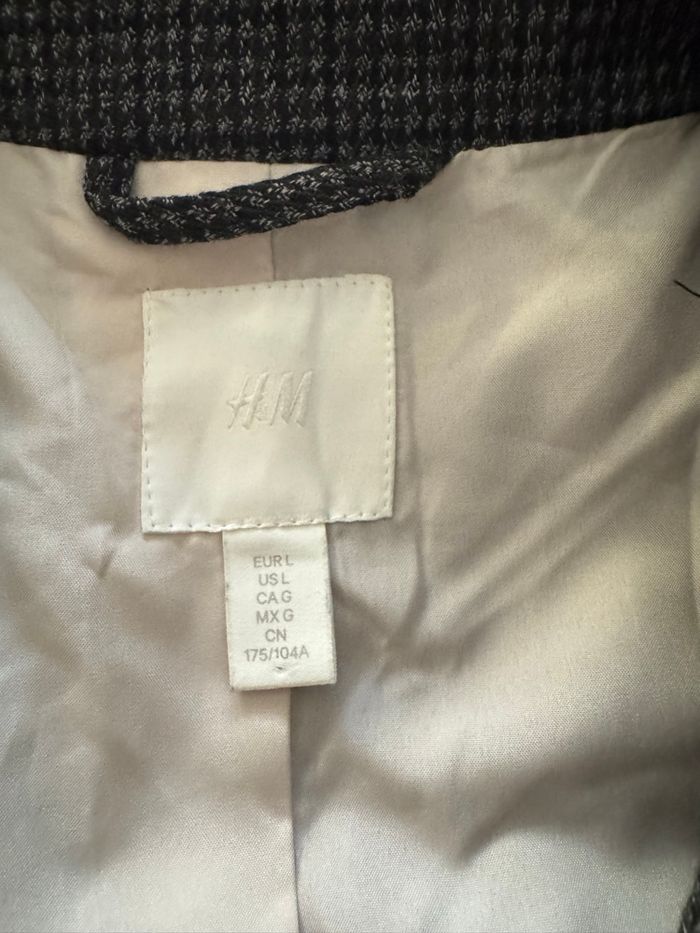 H&M
EUR L
US L
CA G
MX G
CN
175/104A